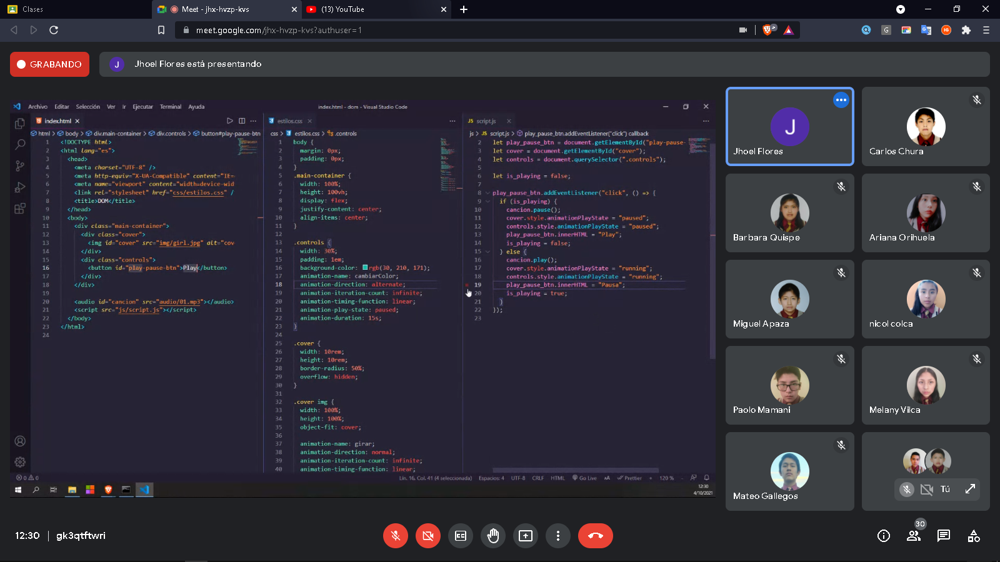 Clases
Meet - jhx-hvzp-kvs
(13) YouTube
meet.google.com/jhx-hvzp-kvs?authuser=1
GRABANDO
J
Jhoel Flores está presentando
Archivo Editar Selección Ver Ir Ejecutar Terminal Ayuda
index.html - dom - Visual Studio Code
index.html
html > body > div.main-container > div.controls > button#play-pause-btn
1 <!DOCTYPE html>
2 <html lang="es">
3 <head>
4 <meta charset="UTF-8" />
5 <meta http-equiv="X-UA-Compatible" content="IE=
6 <meta name="viewport" content="width=device-wid
7 <link rel="stylesheet" href="css/estilos.css" /
8 <title>DOM</title>
9 </head>
10 <body>
11 <div class="main-container">
12 <div class="cover">
13 <img id="cover" src="img/girl.jpg" alt="cov
14 </div>
15 <div class="controls">
16 <button id="play-pause-btn">Play</button>
17 </div>
18 </div>
19
20 <audio id="cancion" src="audio/01.mp3"></audio>
21 <script src="js/script.js"></script>
22 </body>
23 </html>
24
estilos.css
css > estilos.css > .controls
1 body {
2 margin: 0px;
3 padding: 0px;
4 }
5 .main-container {
6 width: 100%;
7 height: 100vh;
8 display: flex;
9 justify-content: center;
10 align-items: center;
11 }
12
13 .controls {
14 width: 30%;
15 padding: 1em;
16 background-color: rgb(30, 210, 171);
17 animation-name: cambiarColor;
18 animation-direction: alternate;
19 animation-iteration-count: infinite;
20 animation-timing-function: linear;
21 animation-play-state: paused;
22 animation-duration: 15s;
23 }
24
25 .cover {
26 width: 10rem;
27 height: 10rem;
28 border-radius: 50%;
29 overflow: hidden;
30 }
31
32 .cover img {
33 width: 100%;
34 height: 100%;
35 object-fit: cover;
36
37 animation-name: girar;
38 animation-direction: normal;
39 animation-iteration-count: infinite;
40 animation-timing-function: linear;
JS script.js
js > JS script.js > play_pause_btn.addEventListener("click") callback
2 let play_pause_btn = document.getElementById("play-pause-
3 let cover = document.getElementById("cover");
4 let controls = document.querySelector(".controls");
5
6 let is_playing = false;
7
8 play_pause_btn.addEventListener("click", () => {
9 if (is_playing) {
10 cancion.pause();
11 cover.style.animationPlayState = "paused";
12 controls.style.animationPlayState = "paused";
13 play_pause_btn.innerHTML = "Play";
14 is_playing = false;
15 } else {
16 cancion.play();
17 cover.style.animationPlayState = "running";
18 controls.style.animationPlayState = "running";
19 play_pause_btn.innerHTML = "Pausa";
20 is_playing = true;
21 }
22 });
23
0 0
Lín. 16, Col. 41 (4 seleccionada) Espacios: 4 UTF-8 CRLF HTML Go Live Prettier 120 %
12:30
4/10/2021
J
Jhoel Flores
Carlos Chura
Barbara Quispe
Ariana Orihuela
Miguel Apaza
nicol colca
Paolo Mamani
Melany Vilca
Mateo Gallegos
Tú
12:30 | gk3qtftwri
30